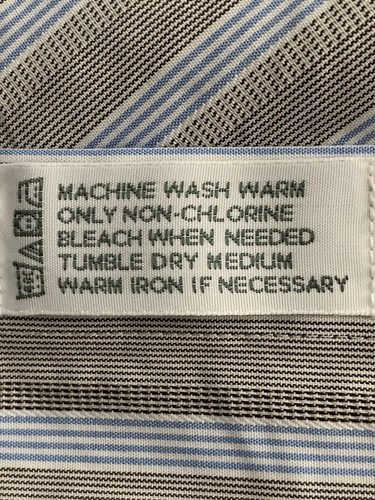 MACHINE WASH WARM
ONLY NON-CHLORINE
BLEACH WHEN NEEDED
TUMBLE DRY MEDIUM
WARM IRON IF NECESSARY